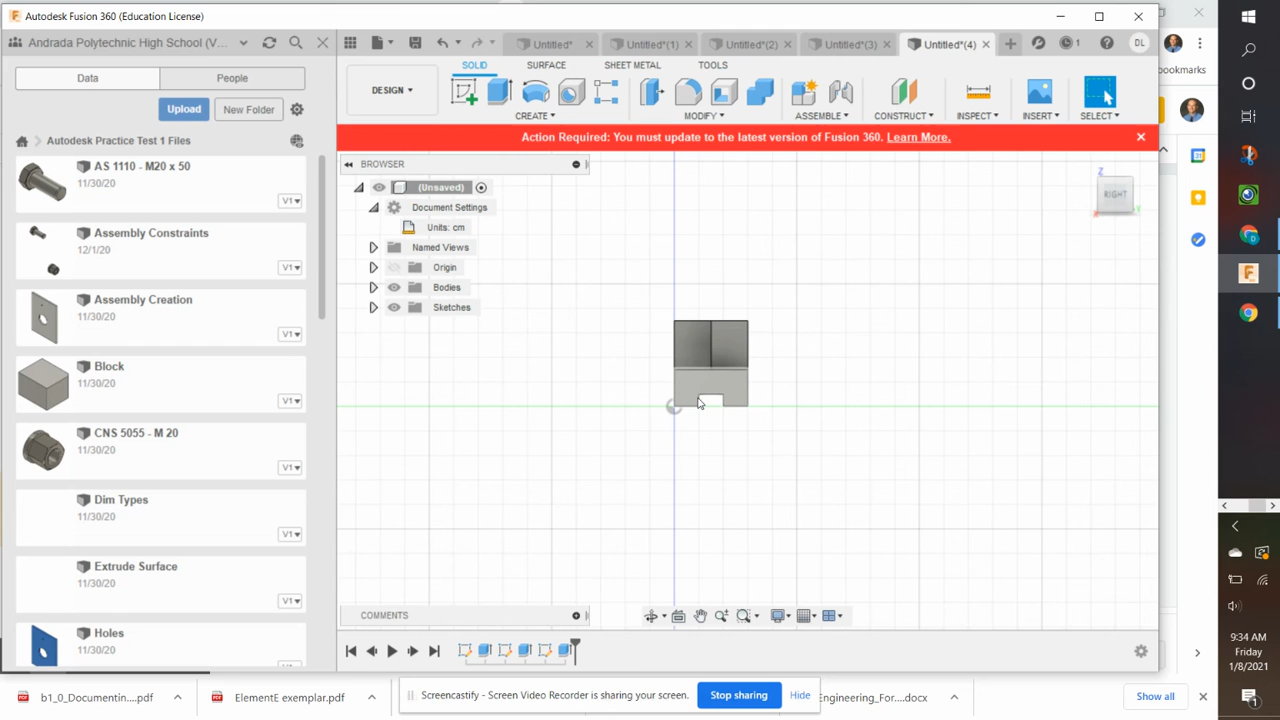 Autodesk Fusion 360 (Education License)
Andrada Polytechnic High School (V...
Untitled*
Untitled*(1)
Untitled*(2)
Untitled*(3)
Untitled*(4)
1
DL
Data
People
Upload
New Folder
Autodesk Practice Test 1 Files
AS 1110 - M20 x 50
11/30/20
V1
Assembly Constraints
12/1/20
V1
Assembly Creation
11/30/20
V1
Block
11/30/20
V1
CNS 5055 - M 20
11/30/20
V1
Dim Types
11/30/20
V1
Extrude Surface
11/30/20
V1
Holes
11/30/20
V1
DESIGN
SOLID
SURFACE
SHEET METAL
TOOLS
CREATE
MODIFY
ASSEMBLE
CONSTRUCT
INSPECT
INSERT
SELECT
Action Required: You must update to the latest version of Fusion 360. Learn More.
BROWSER
(Unsaved)
Document Settings
Units: cm
Named Views
Origin
Bodies
Sketches
Z
RIGHT
X
Y
COMMENTS
ookmarks
9:34 AM
Friday
1/8/2021
1
b1_0_Documentin....pdf
ElementE exemplar.pdf
Screencastify - Screen Video Recorder is sharing your screen.
Stop sharing
Hide
Engineering_For....docx
Show all